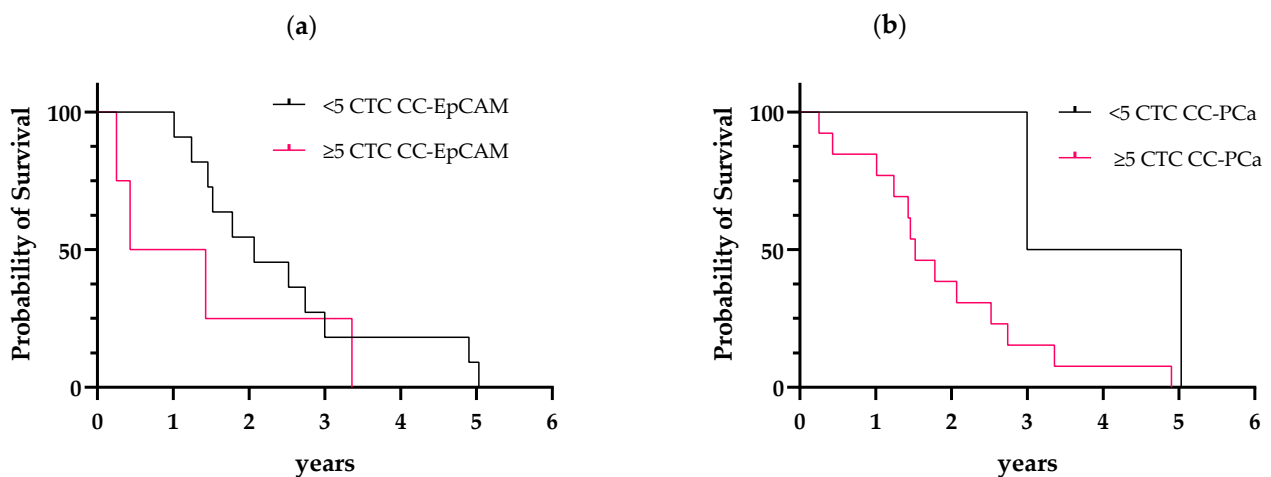 (a)
<5 CTC CC-EpCAM
≥5 CTC CC-EpCAM
Probability of Survival
100
50
0
0 1 2 3 4 5 6
years
(b)
<5 CTC CC-PCa
≥5 CTC CC-PCa
Probability of Survival
100
50
0
0 1 2 3 4 5 6
years